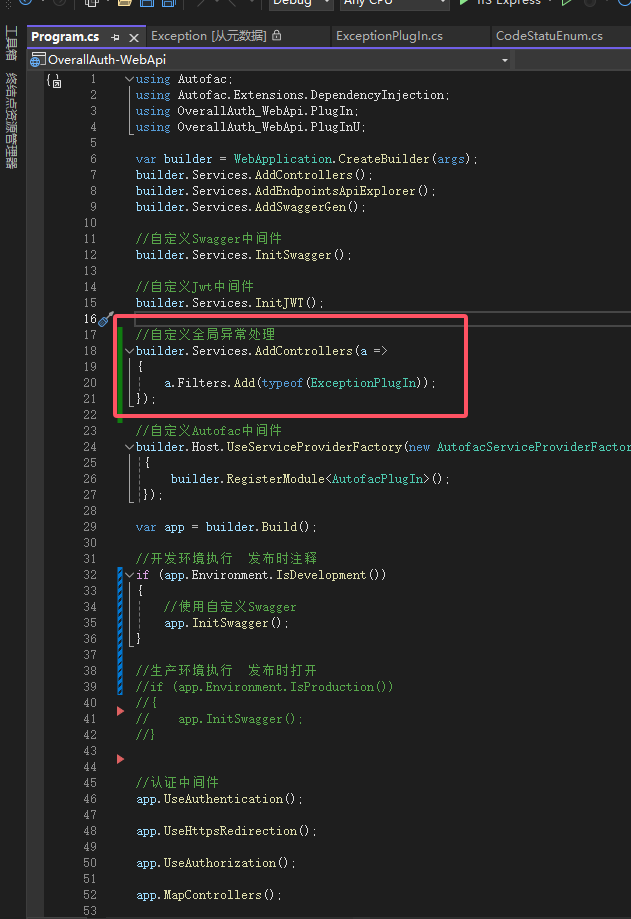 Debug
Any CPU
IIS Express
工具箱
终结点资源管理器
Program.cs
Exception [从元数据]
ExceptionPlugIn.cs
CodeStatuEnum.cs
OverallAuth-WebApi
1 using Autofac;
2 using Autofac.Extensions.DependencyInjection;
3 using OverallAuth_WebApi.PlugIn;
4 using OverallAuth_WebApi.PlugInU;
5
6 var builder = WebApplication.CreateBuilder(args);
7 builder.Services.AddControllers();
8 builder.Services.AddEndpointsApiExplorer();
9 builder.Services.AddSwaggerGen();
10
11 //自定义Swagger中间件
12 builder.Services.InitSwagger();
13
14 //自定义Jwt中间件
15 builder.Services.InitJWT();
16
17 //自定义全局异常处理
18 builder.Services.AddControllers(a =>
19 {
20 a.Filters.Add(typeof(ExceptionPlugIn));
21 });
22
23 //自定义Autofac中间件
24 builder.Host.UseServiceProviderFactory(new AutofacServiceProviderFactor
25 {
26 builder.RegisterModule<AutofacPlugIn>();
27 });
28
29 var app = builder.Build();
30
31 //开发环境执行 发布时注释
32 if (app.Environment.IsDevelopment())
33 {
34 //使用自定义Swagger
35 app.InitSwagger();
36 }
37
38 //生产环境执行 发布时打开
39 //if (app.Environment.IsProduction())
40 //{
41 // app.InitSwagger();
42 //}
43
44
45 //认证中间件
46 app.UseAuthentication();
47
48 app.UseHttpsRedirection();
49
50 app.UseAuthorization();
51
52 app.MapControllers();
53